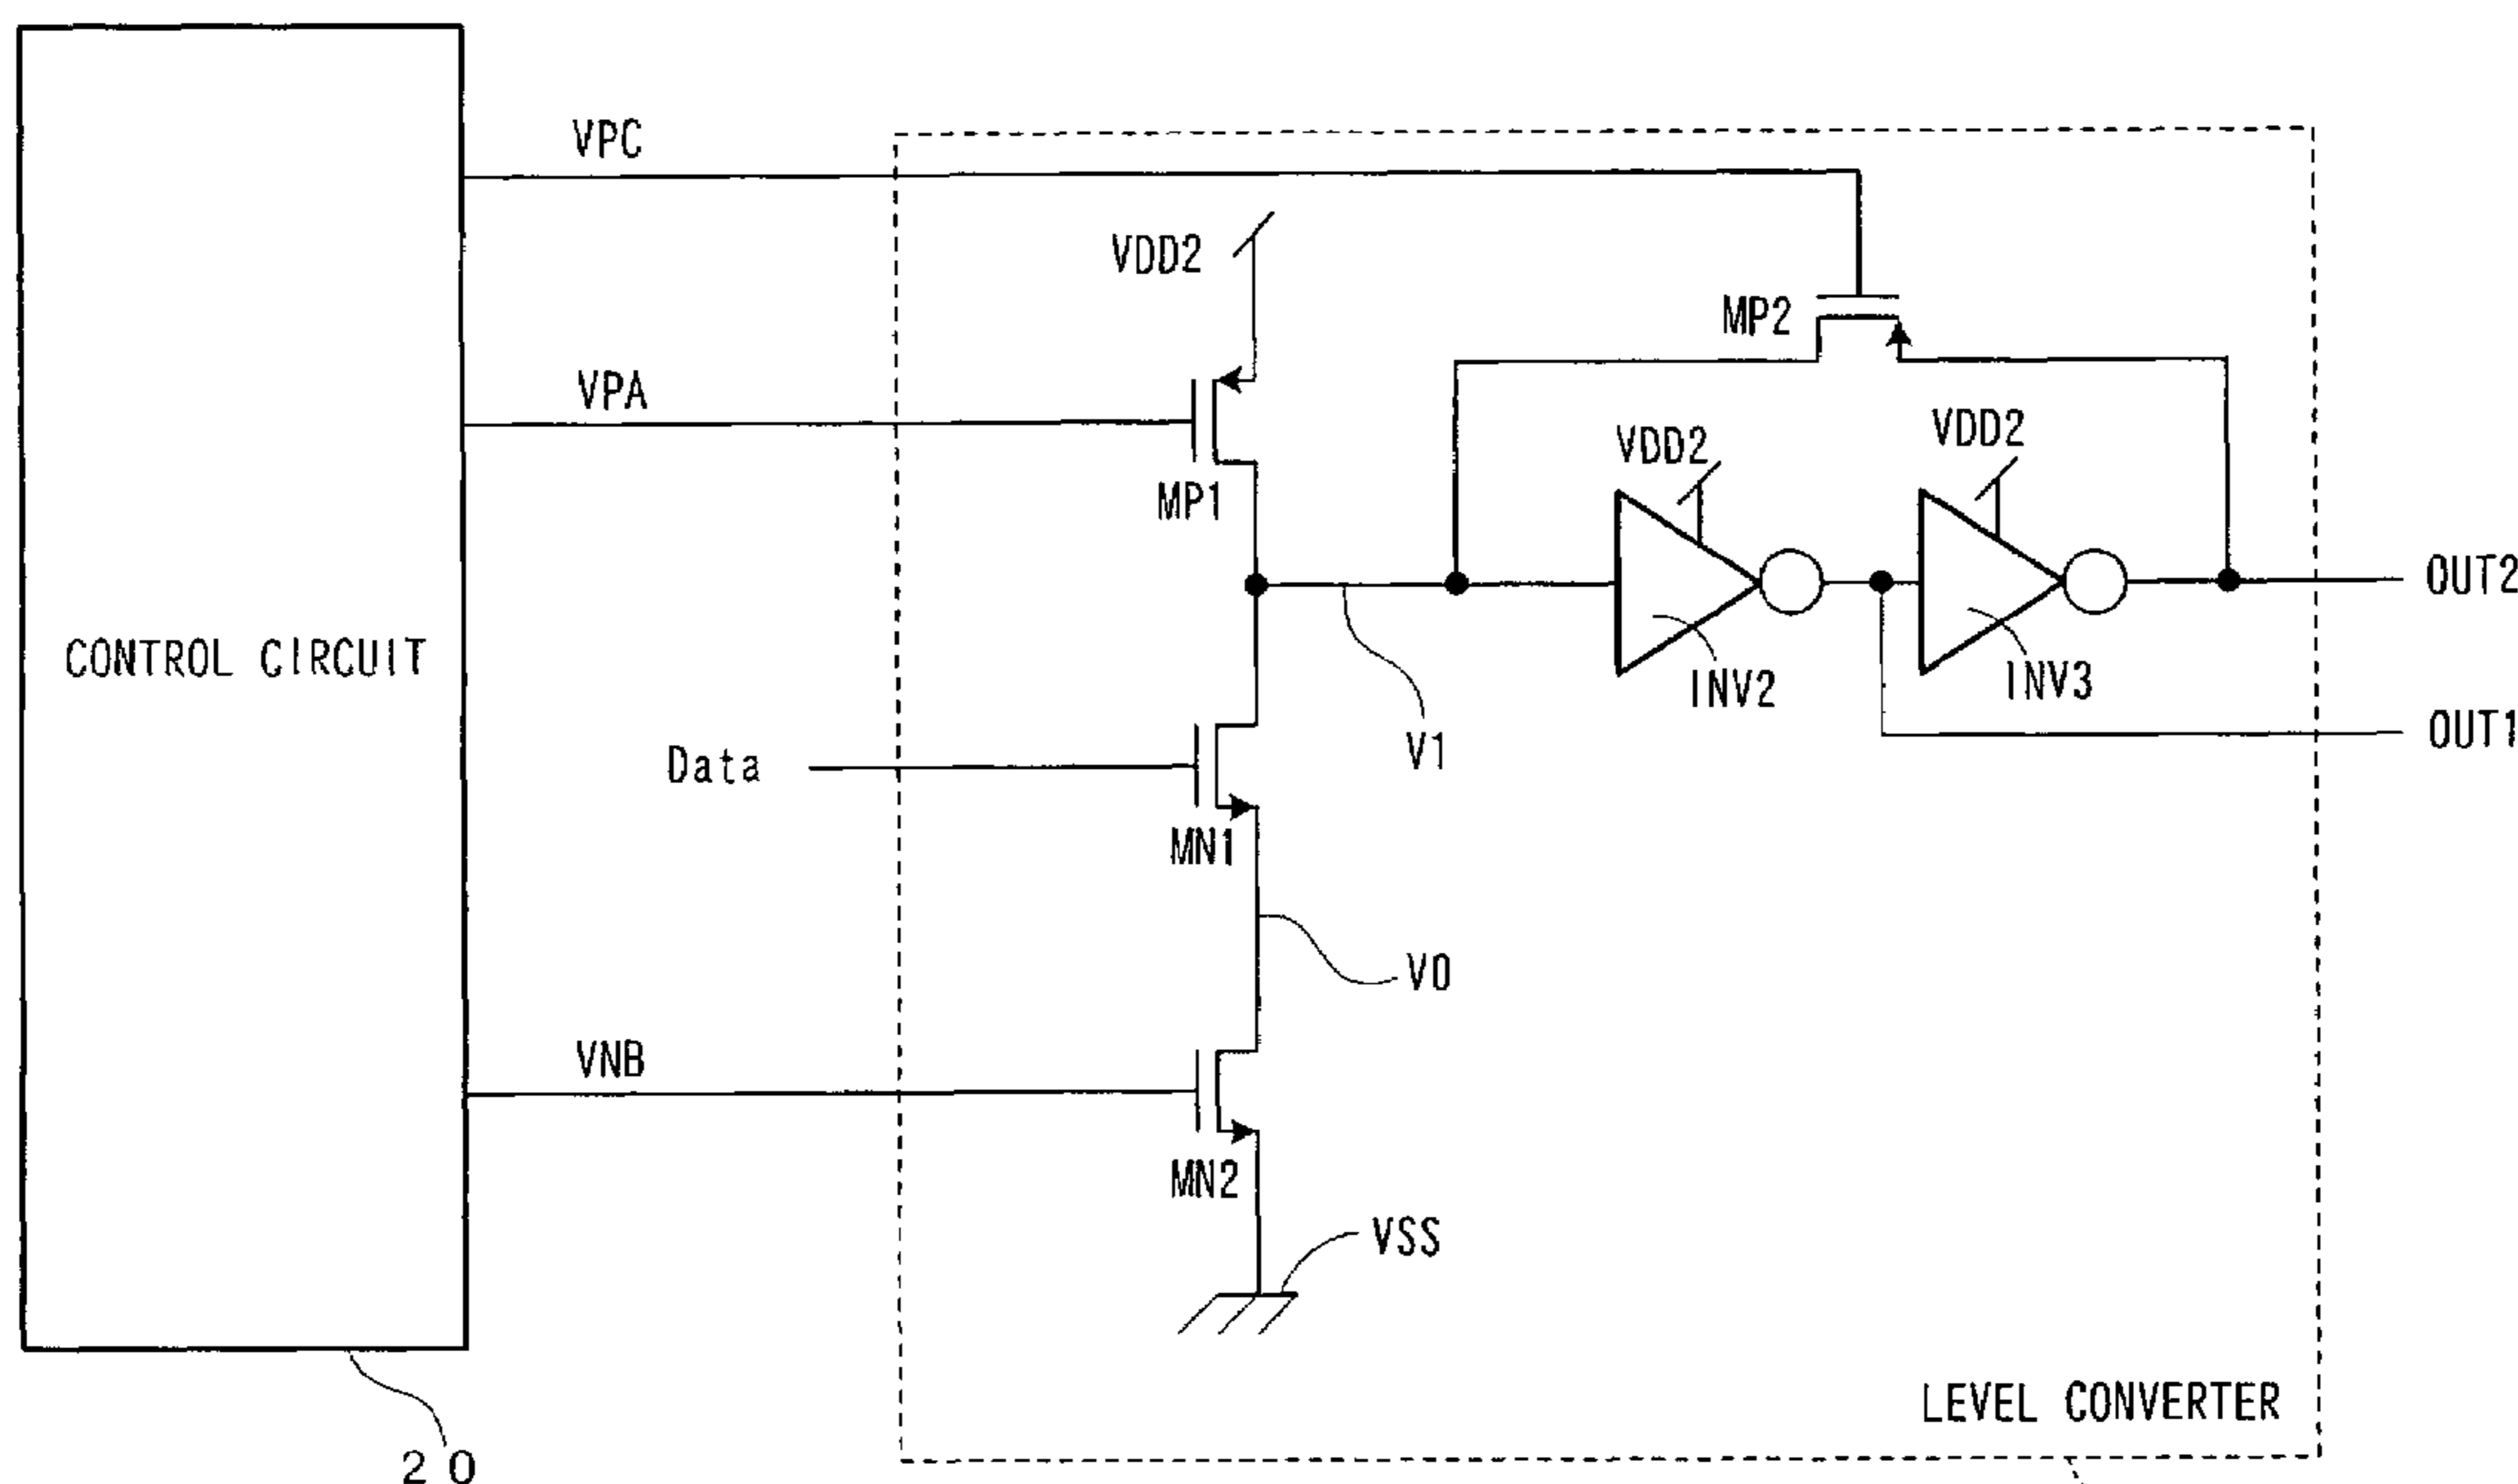 VPC
VDD2
MP2
VPA
VDD2
VDD2
MP1
OUT2
CONTROL CIRCUIT
INV2
INV3
OUT1
Data
V1
MN1
V0
VNB
MN2
VSS
LEVEL CONVERTER
20